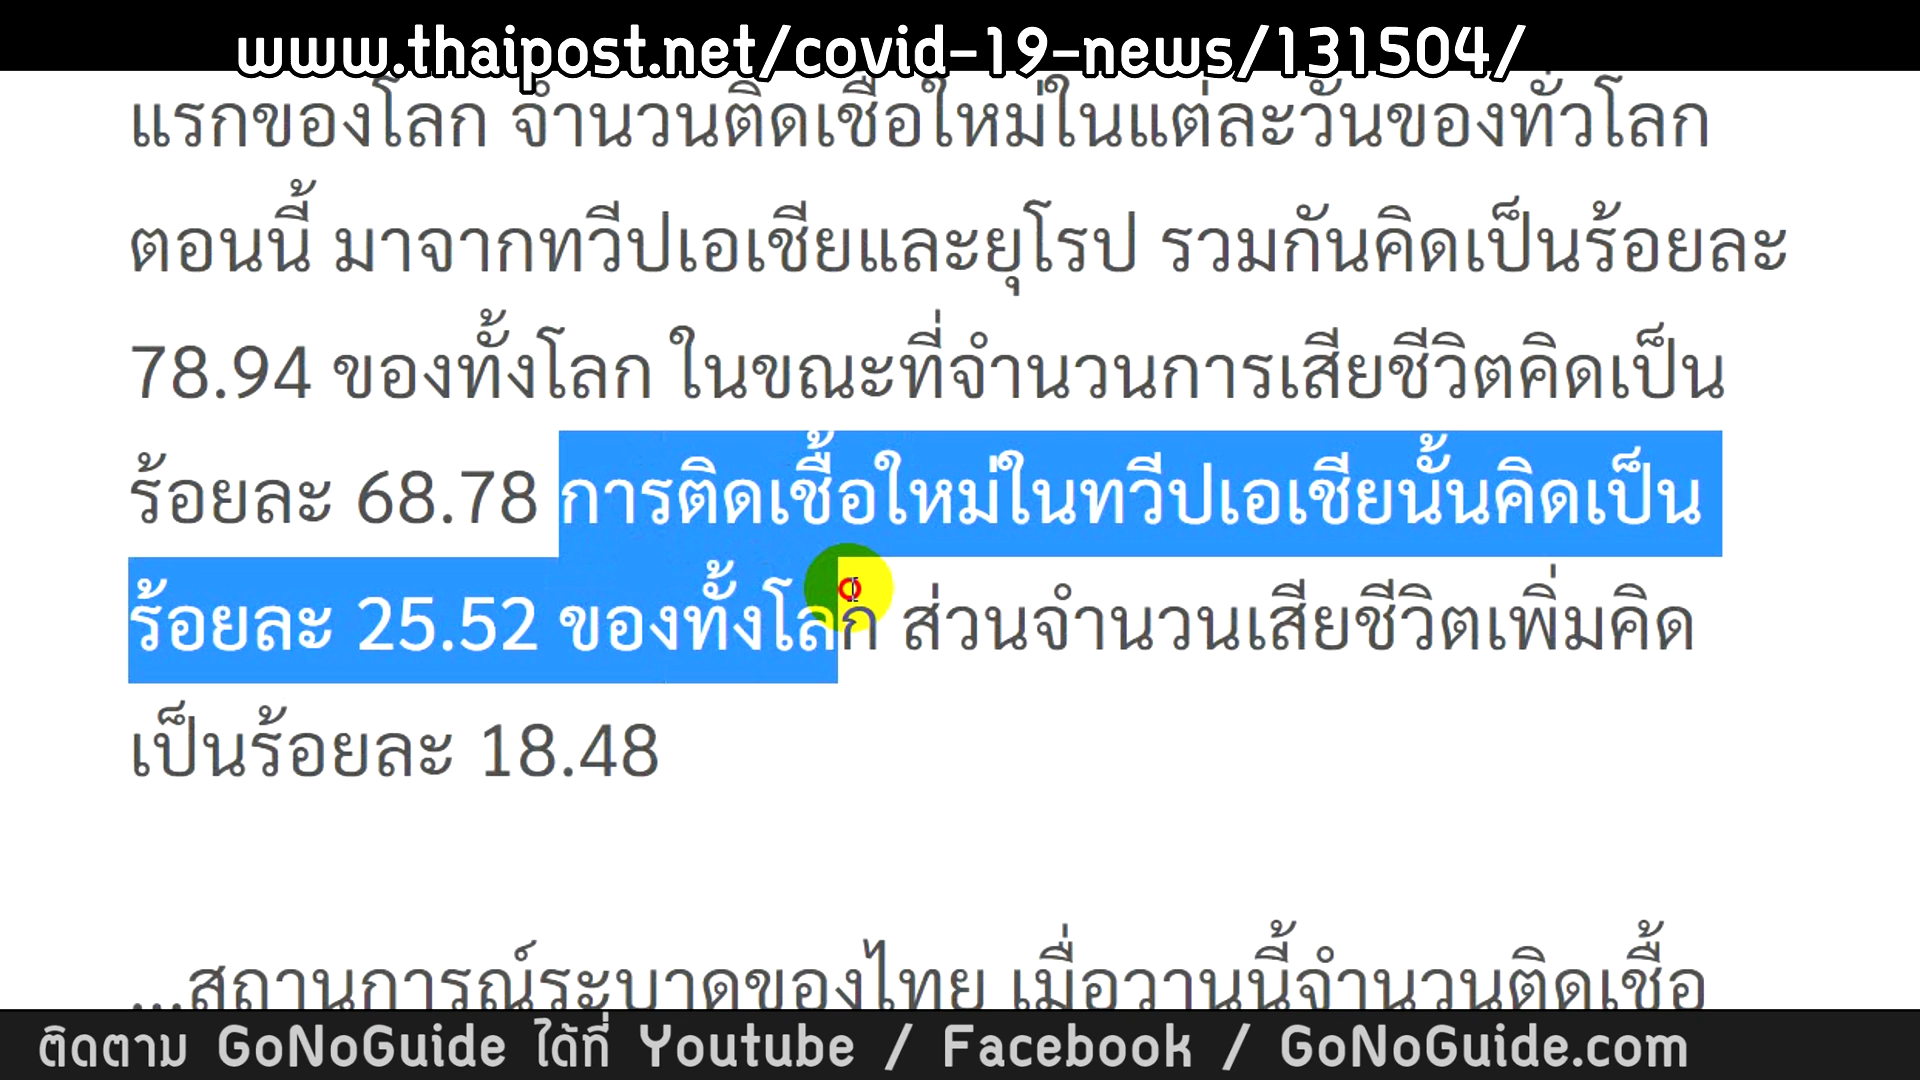 www.thaipost.net/covid-19-news/131504/
แรกของโลก จำนวนติดเชื้อใหม่ในแต่ละวันของทั่วโลก
ตอนนี้ มาจากทวีปเอเชียและยุโรป รวมกันคิดเป็นร้อยละ
78.94 ของทั้งโลก ในขณะที่จำนวนการเสียชีวิตคิดเป็น
ร้อยละ 68.78 การติดเชื้อใหม่ในทวีปเอเชียนั้นคิดเป็น
ร้อยละ 25.52 ของทั้งโลก ส่วนจำนวนเสียชีวิตเพิ่มคิด
เป็นร้อยละ 18.48
...สถานการณ์ระบาดของไทย เมื่อวานนี้จำนวนติดเชื้อ
ติดตาม GoNoGuide ได้ที่ Youtube / Facebook / GoNoGuide.com